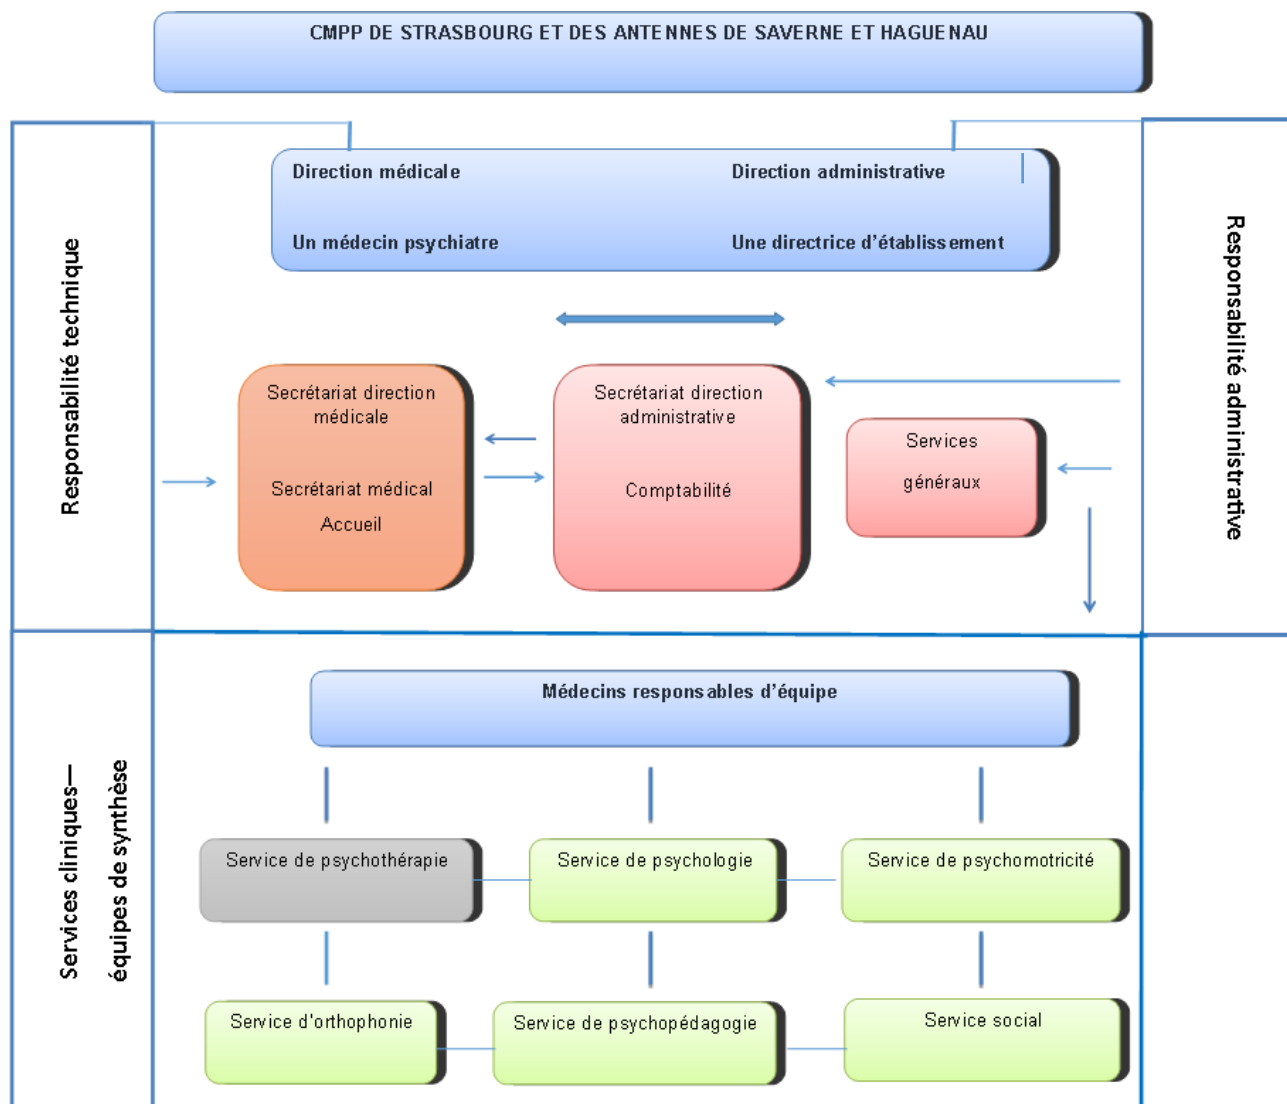 CMPP DE STRASBOURG ET DES ANTENNES DE SAVERNE ET HAGUENAU
Direction médicale
Direction administrative
Un médecin psychiatre
Une directrice d'établissement
Responsabilité technique
Responsabilité administrative
Secrétariat direction
médicale
Secrétariat médical
Accueil
Secrétariat direction
administrative
Comptabilité
Services
généraux
Services cliniques—
équipes de synthèse
Médecins responsables d'équipe
Service de psychothérapie
Service de psychologie
Service de psychomotricité
Service d'orthophonie
Service de psychopédagogie
Service social